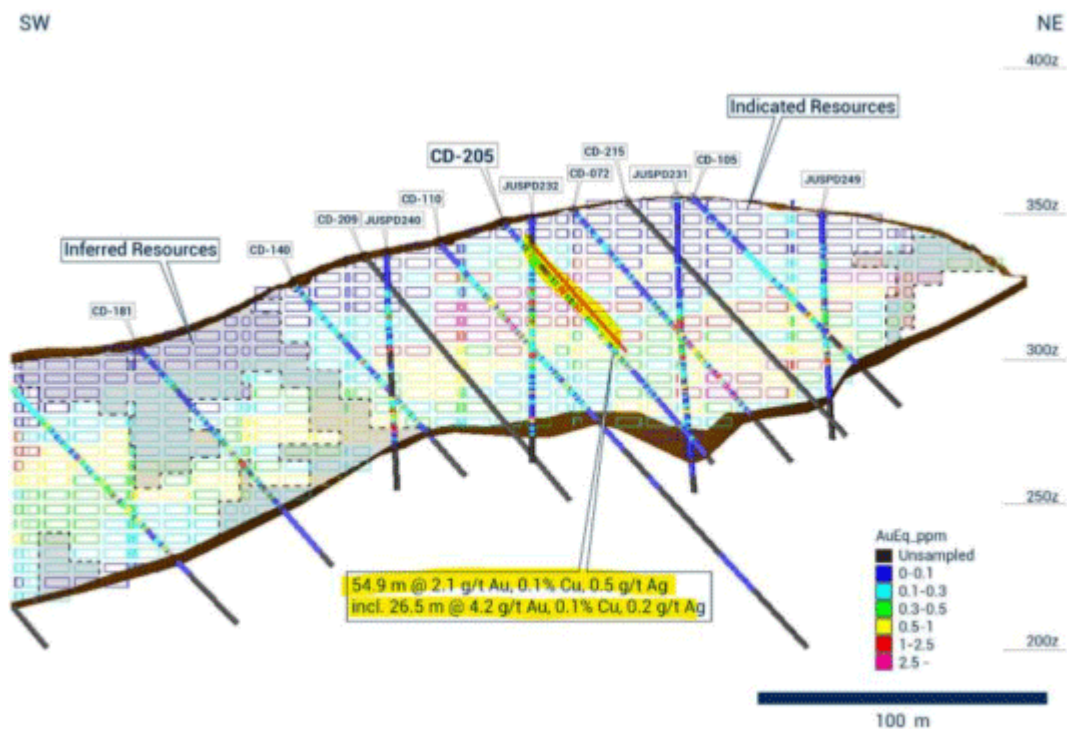 SW
NE
400z
Indicated Resources
CD-205
CD-215
JUSPD231
CD-105
JUSPD232
CD-072
JUSPD249
CD-110
350z
CD-209
JUSPD240
Inferred Resources
CD-140
CD-181
300z
250z
54.9 m @ 2.1 g/t Au, 0.1% Cu, 0.5 g/t Ag
incl. 26.5 m @ 4.2 g/t Au, 0.1% Cu, 0.2 g/t Ag
AuEq_ppm
Unsampled
0-0.1
0.1-0.3
0.3-0.5
0.5-1
1-2.5
2.5 -
200z
100 m